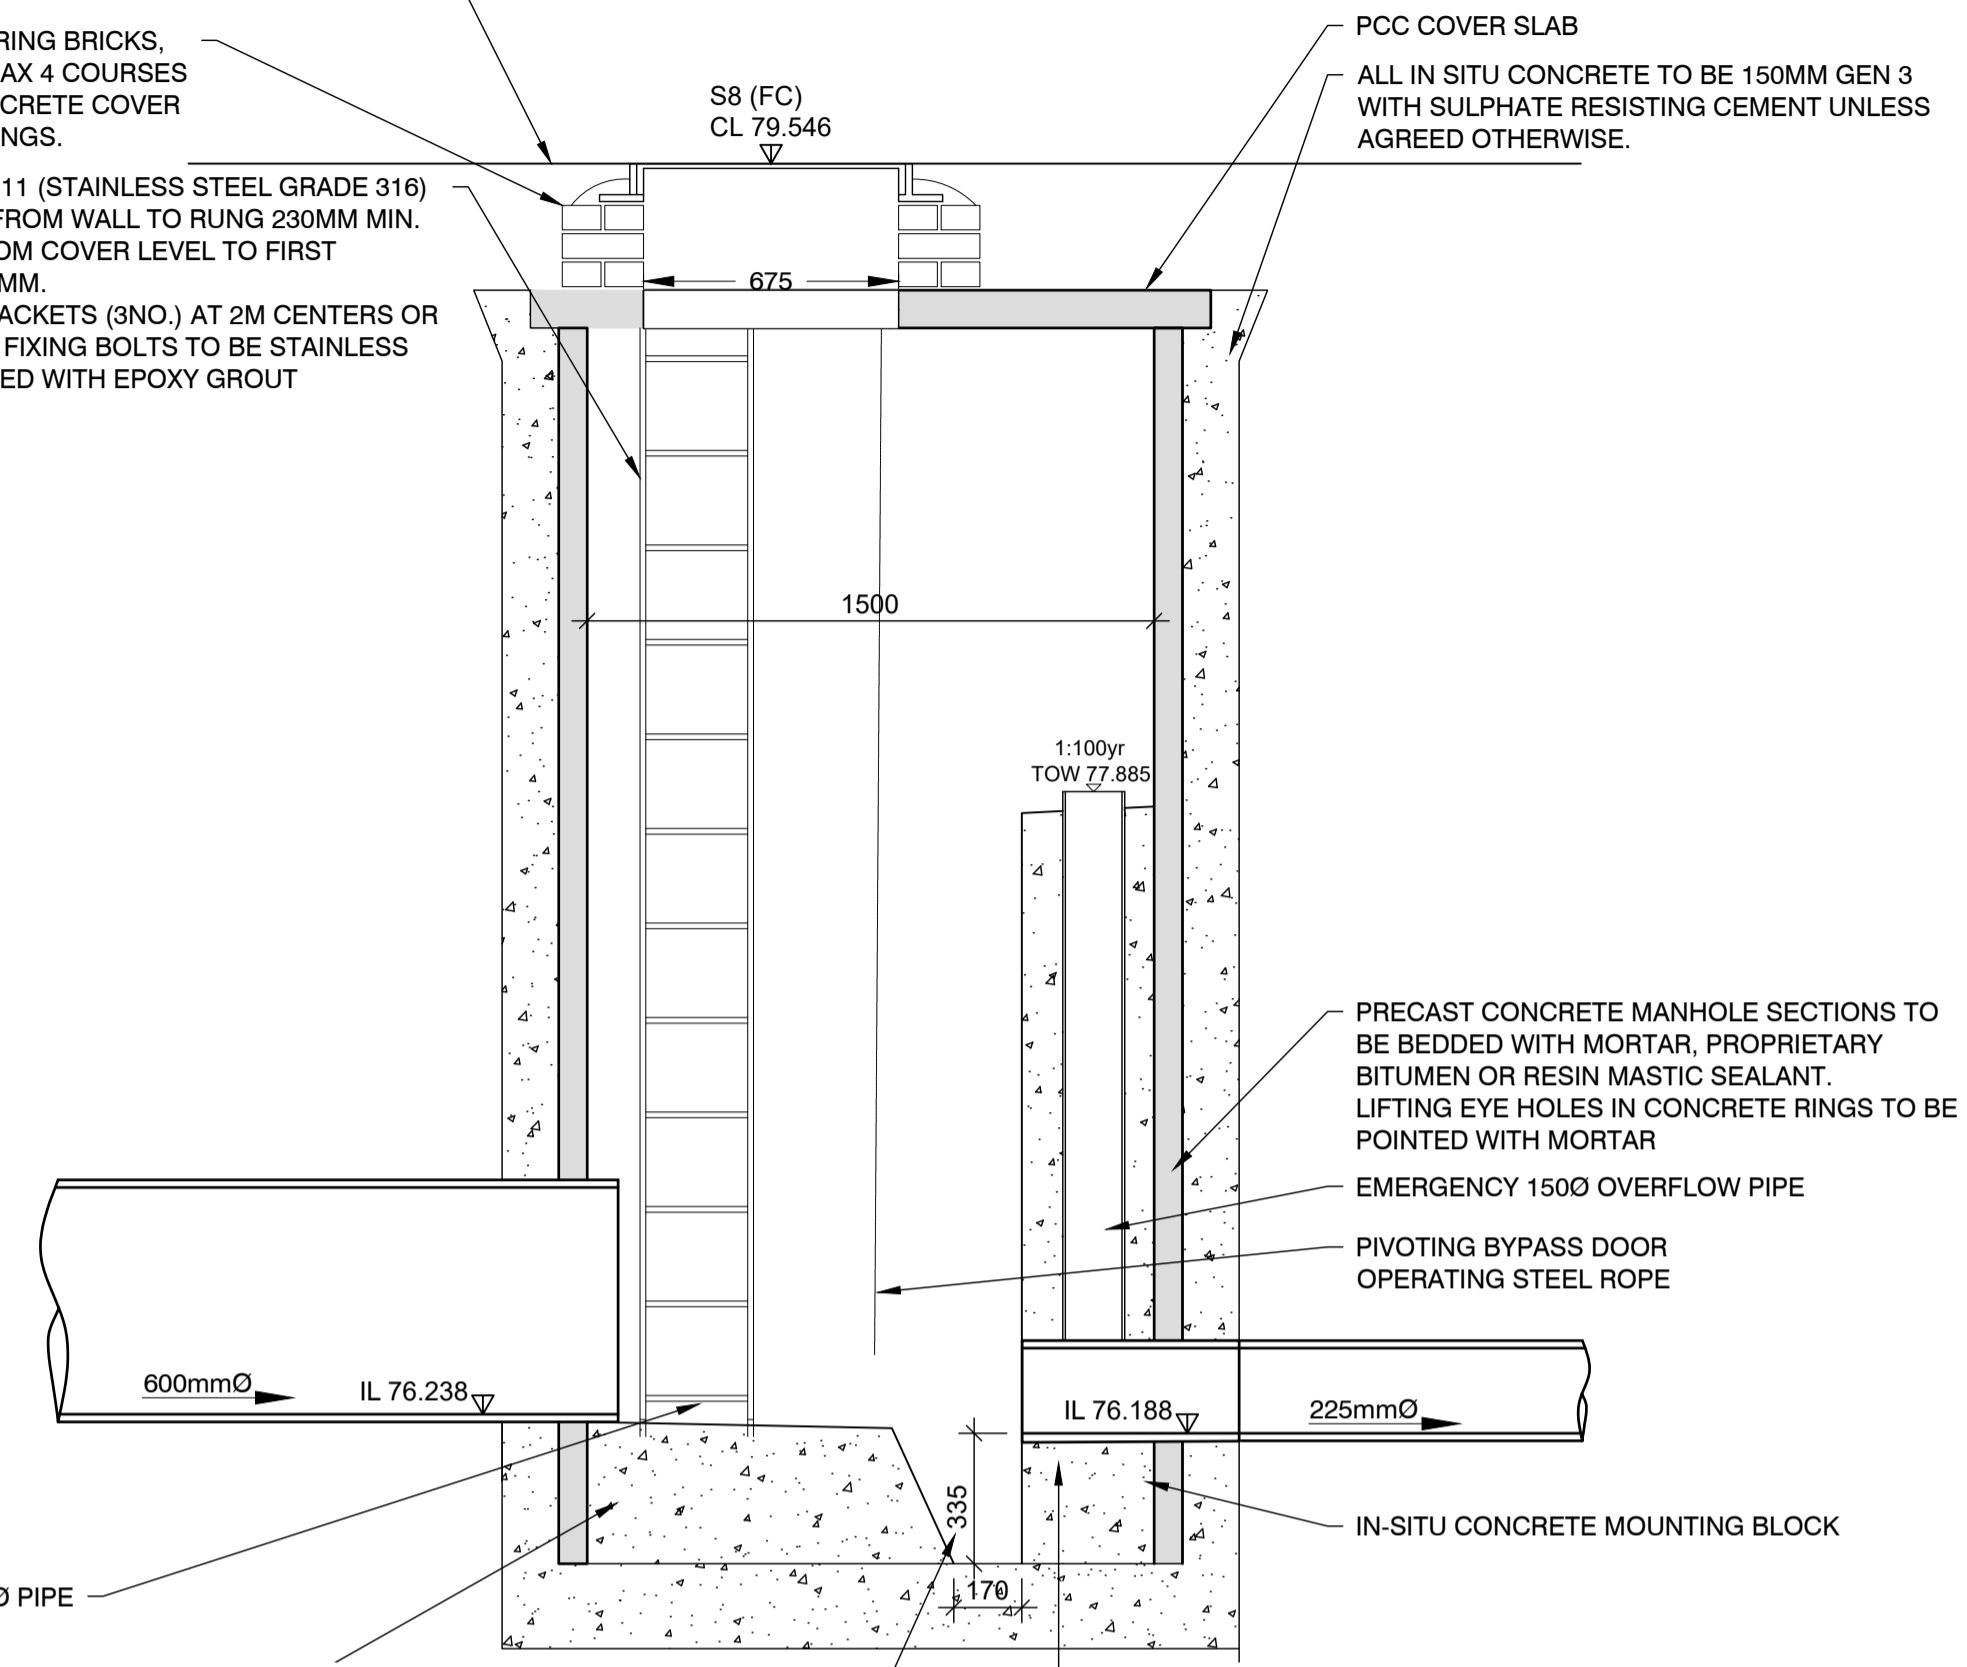 RING BRICKS,
AX 4 COURSES
CRETE COVER
NGS.
11 (STAINLESS STEEL GRADE 316)
FROM WALL TO RUNG 230MM MIN.
OM COVER LEVEL TO FIRST
MM.
ACKETS (3NO.) AT 2M CENTERS OR
FIXING BOLTS TO BE STAINLESS
ED WITH EPOXY GROUT
S8 (FC)
CL 79.546
PCC COVER SLAB
ALL IN SITU CONCRETE TO BE 150MM GEN 3
WITH SULPHATE RESISTING CEMENT UNLESS
AGREED OTHERWISE.
675
1500
1:100yr
TOW 77.885
PRECAST CONCRETE MANHOLE SECTIONS TO
BE BEDDED WITH MORTAR, PROPRIETARY
BITUMEN OR RESIN MASTIC SEALANT.
LIFTING EYE HOLES IN CONCRETE RINGS TO BE
POINTED WITH MORTAR
EMERGENCY 150Ø OVERFLOW PIPE
PIVOTING BYPASS DOOR
OPERATING STEEL ROPE
600mmØ
IL 76.238
IL 76.188
225mmØ
335
IN-SITU CONCRETE MOUNTING BLOCK
170
Ø PIPE